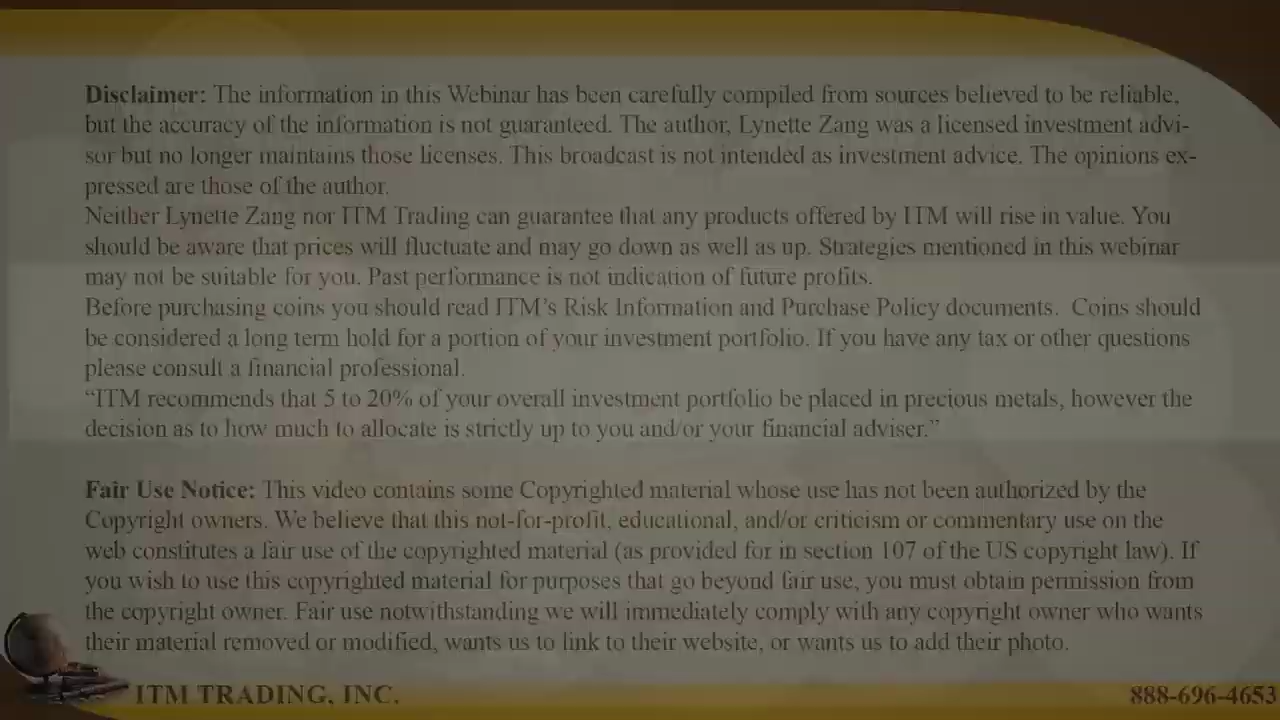 Disclaimer: The information in this Webinar has been carefully compiled from sources believed to be reliable,
but the accuracy of the information is not guaranteed. The author, Lynette Zang was a licensed investment advi-
sor but no longer maintains those licenses. This broadcast is not intended as investment advice. The opinions ex-
pressed are those of the author.
Neither Lynette Zang nor ITM Trading can guarantee that any products offered by ITM will rise in value. You
should be aware that prices will fluctuate and may go down as well as up. Strategies mentioned in this webinar
may not be suitable for you. Past performance is not indication of future profits.
Before purchasing coins you should read ITM's Risk Information and Purchase Policy documents.  Coins should
be considered a long term hold for a portion of your investment portfolio. If you have any tax or other questions
please consult a financial professional.
“ITM recommends that 5 to 20% of your overall investment portfolio be placed in precious metals, however the
decision as to how much to allocate is strictly up to you and/or your financial adviser.”
Fair Use Notice: This video contains some Copyrighted material whose use has not been authorized by the
Copyright owners. We believe that this not-for-profit, educational, and/or criticism or commentary use on the
web constitutes a fair use of the copyrighted material (as provided for in section 107 of the US copyright law). If
you wish to use this copyrighted material for purposes that go beyond fair use, you must obtain permission from
the copyright owner. Fair use notwithstanding we will immediately comply with any copyright owner who wants
their material removed or modified, wants us to link to their website, or wants us to add their photo.
ITM TRADING, INC.
888-696-4653